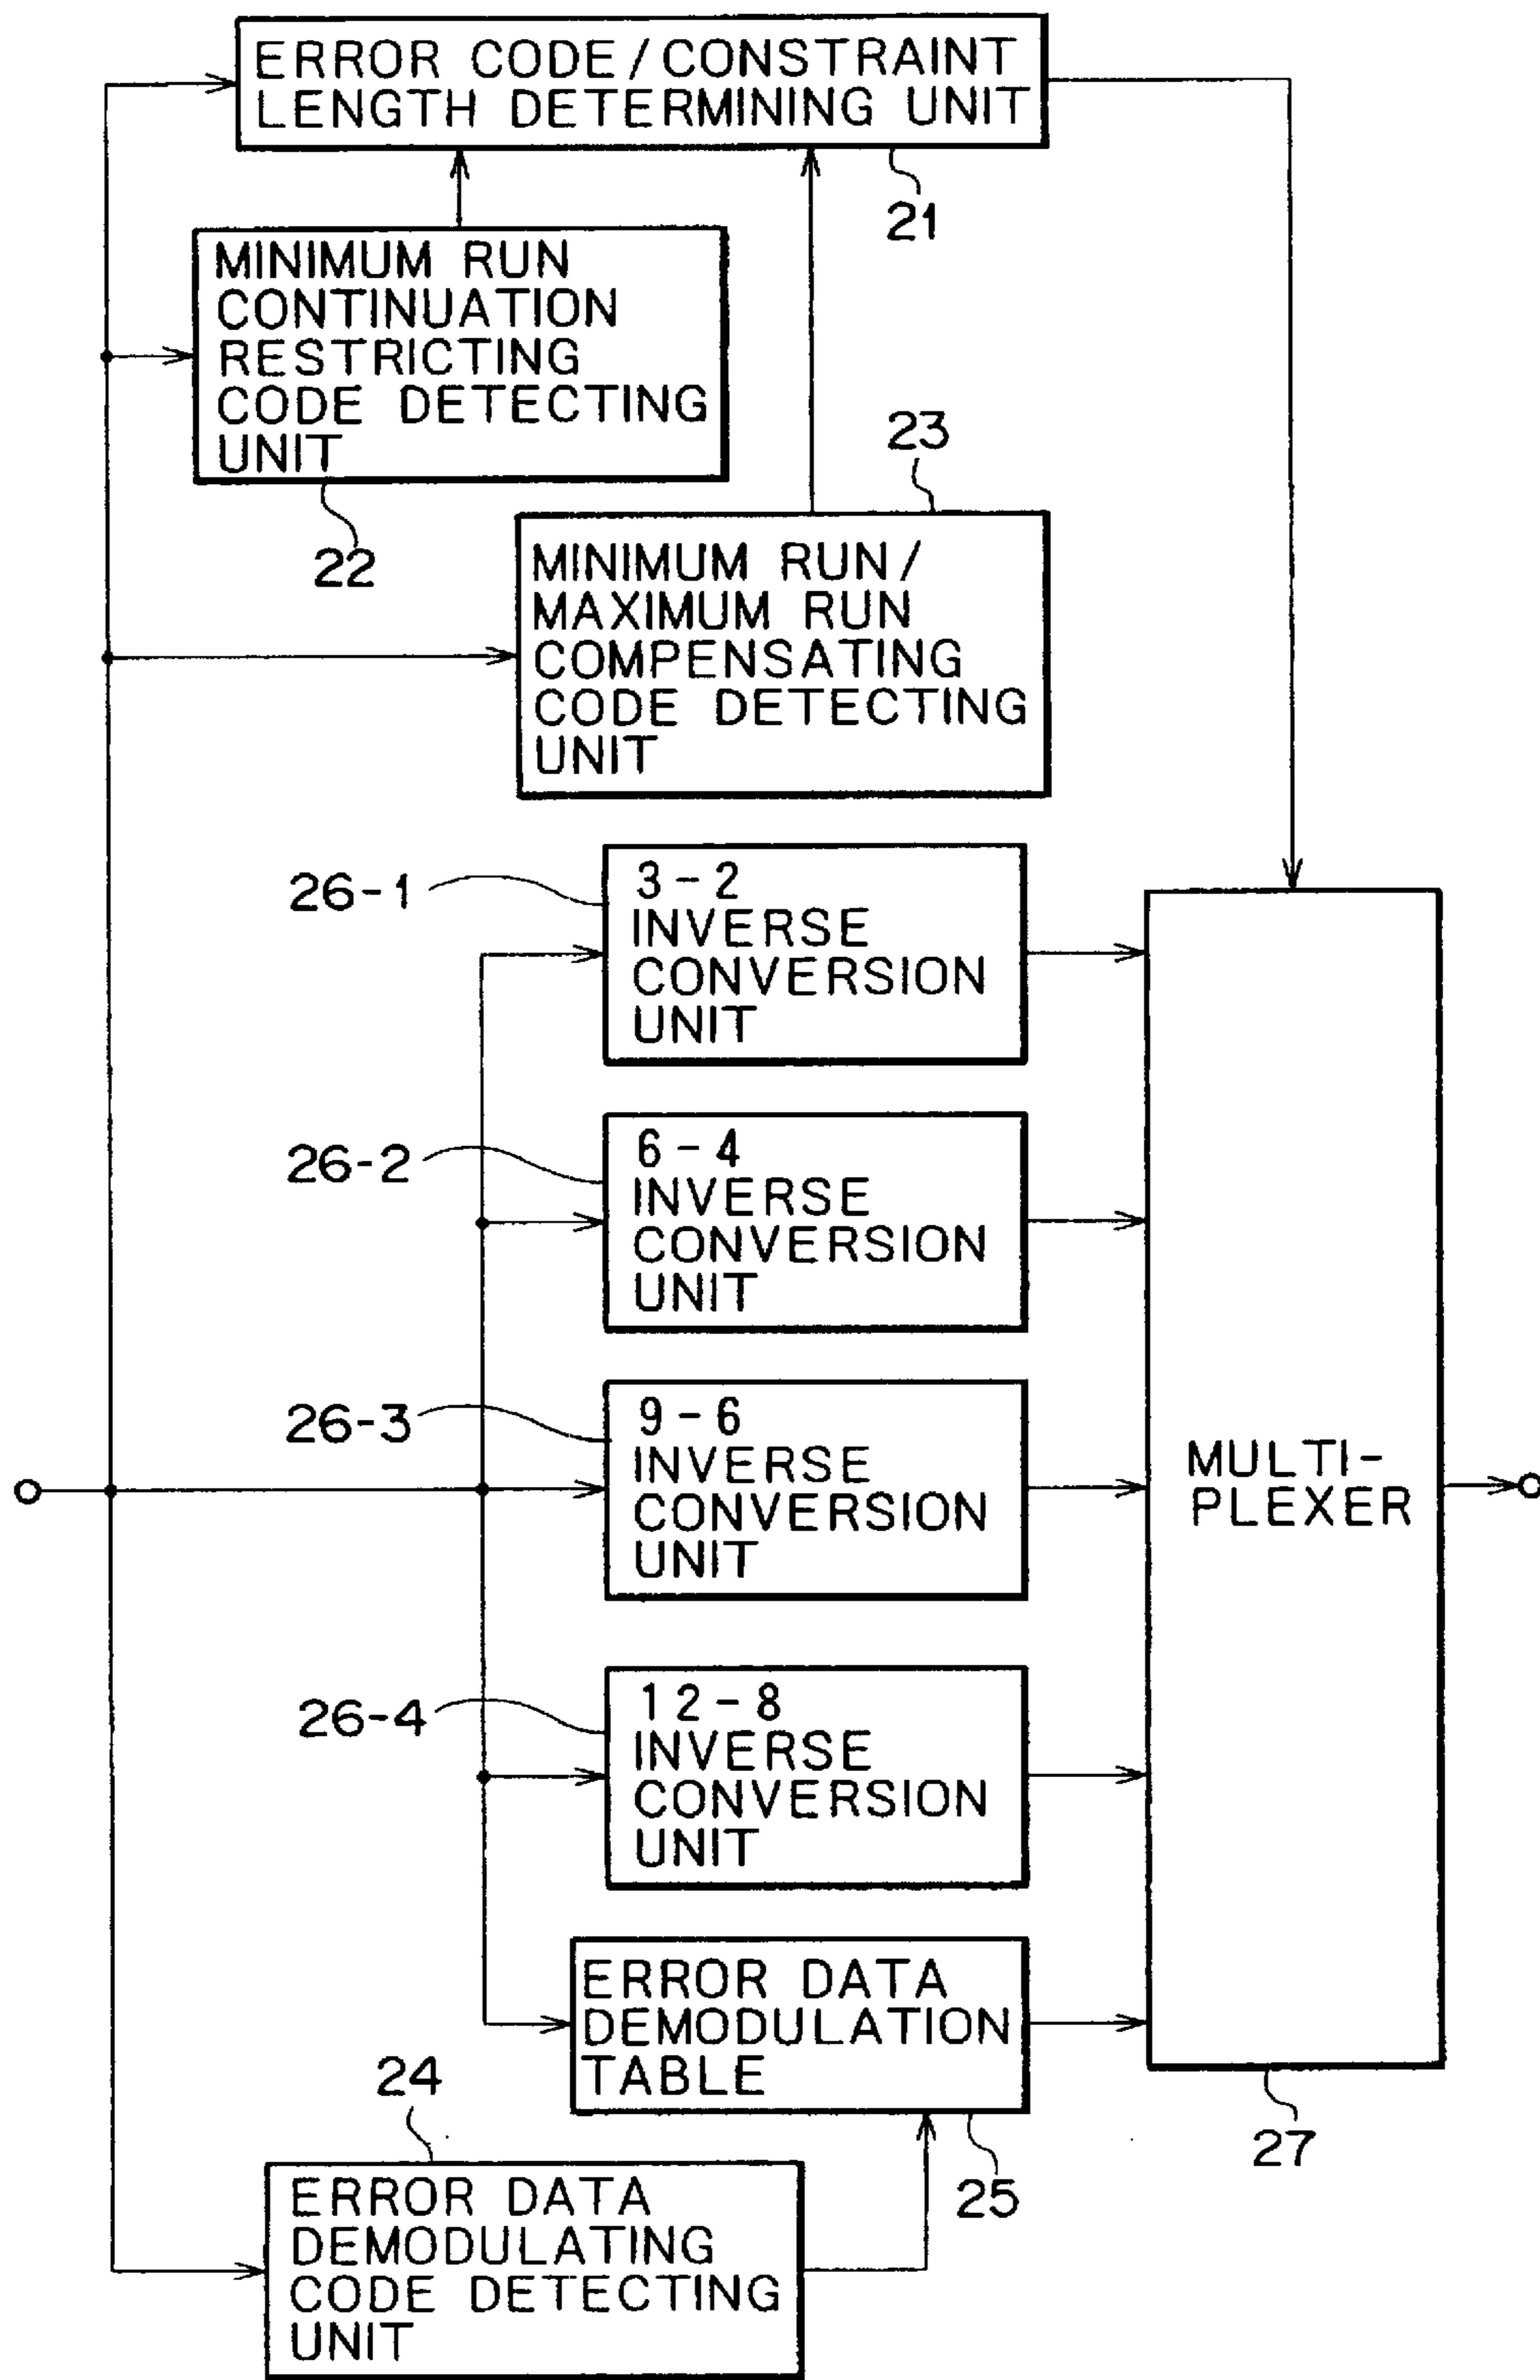 ERROR CODE/CONSTRAINT
LENGTH DETERMINING UNIT
21
MINIMUM RUN
CONTINUATION
RESTRICTING
CODE DETECTING
UNIT
22
23
MINIMUM RUN/
MAXIMUM RUN
COMPENSATING
CODE DETECTING
UNIT
26-1
3-2
INVERSE
CONVERSION
UNIT
26-2
6-4
INVERSE
CONVERSION
UNIT
26-3
9-6
INVERSE
CONVERSION
UNIT
MULTI-
PLEXER
26-4
12-8
INVERSE
CONVERSION
UNIT
ERROR DATA
DEMODULATION
TABLE
25
27
24
ERROR DATA
DEMODULATING
CODE DETECTING
UNIT